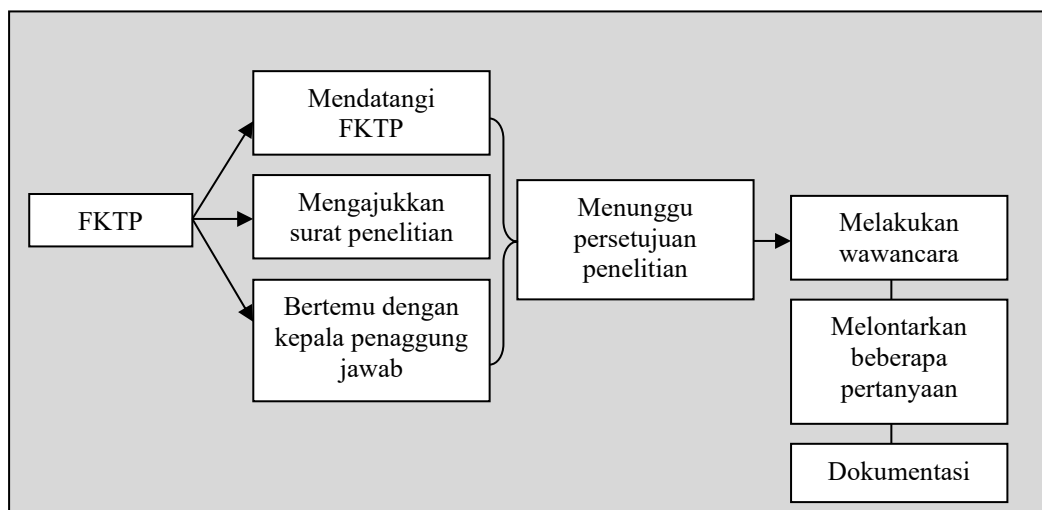 FKTP
Mendatangi
FKTP
Mengajukkan
surat penelitian
Bertemu dengan
kepala penaggung
jawab
Menunggu
persetujuan
penelitian
Melakukan
wawancara
Melontarkan
beberapa
pertanyaan
Dokumentasi